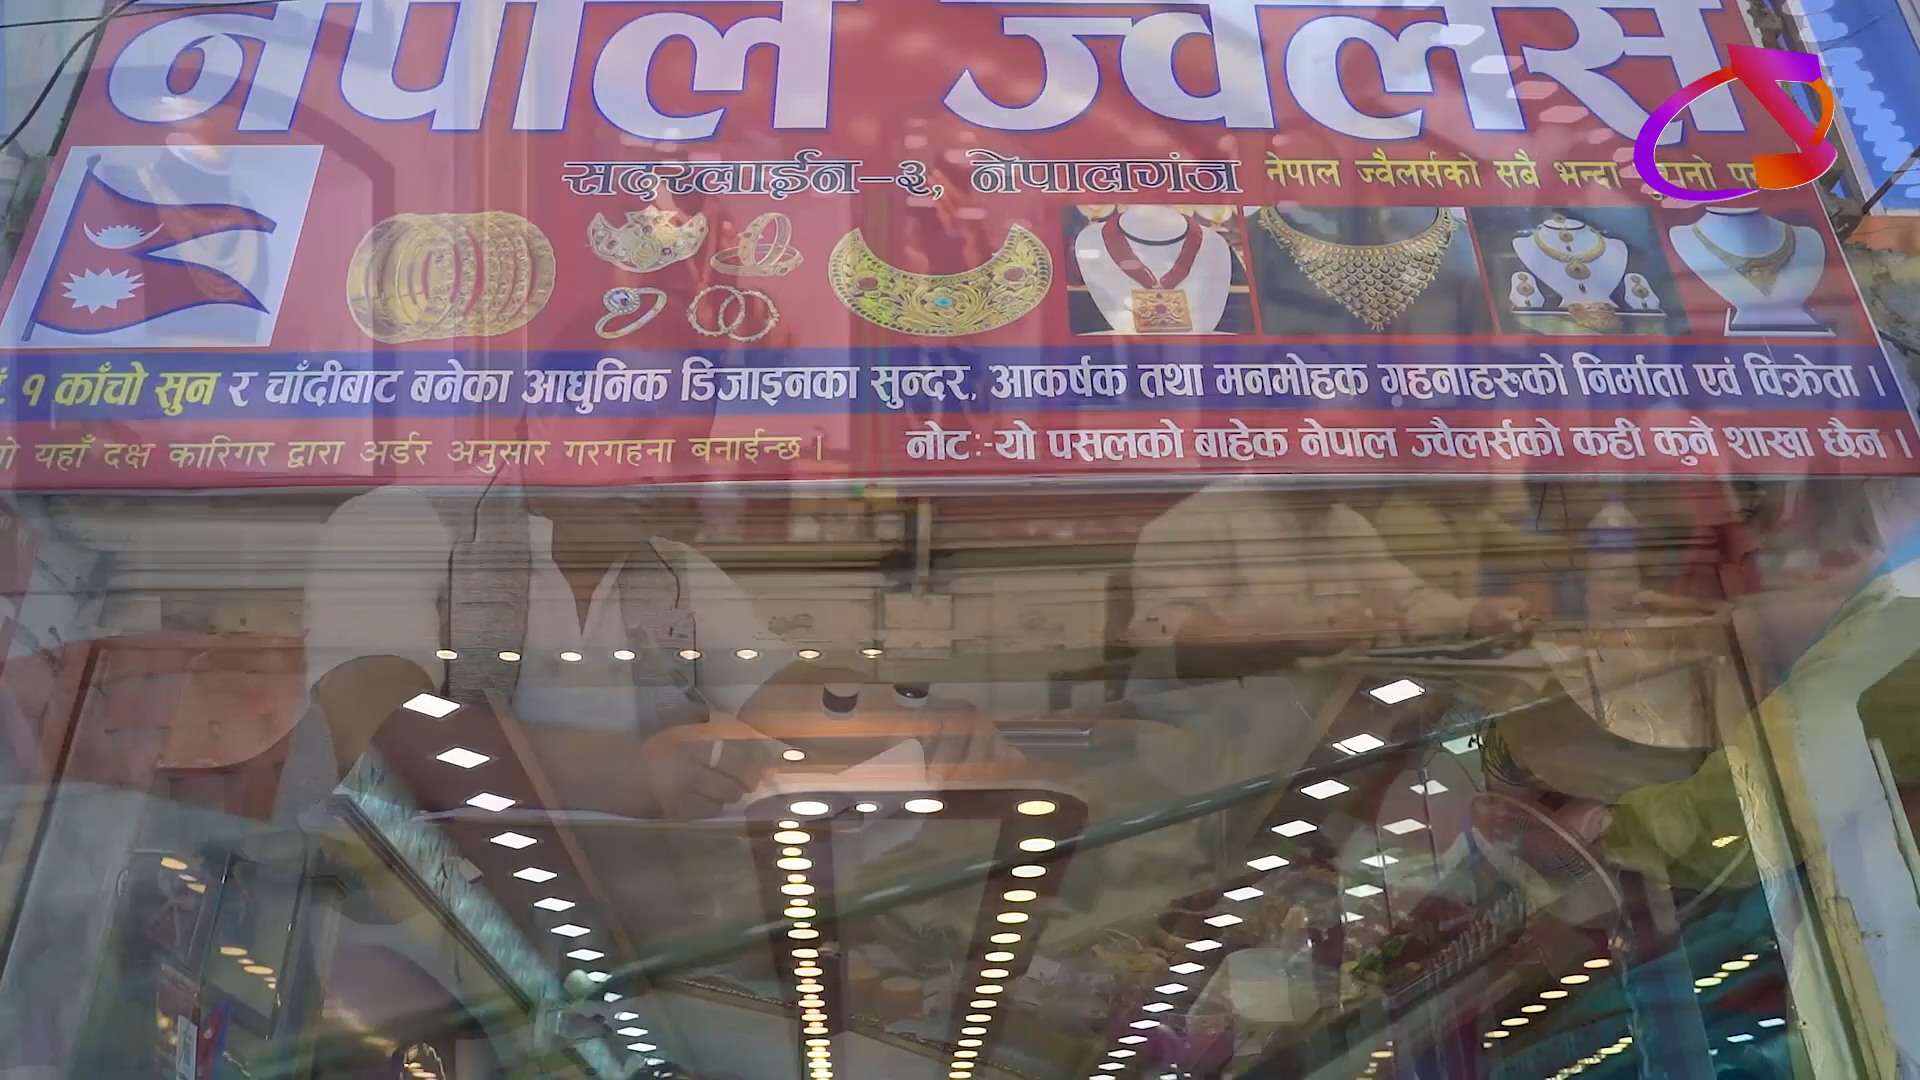 नेपाल ज्वेलर्स
सदरलाईन-३, नेपालगंज
नेपाल ज्वैलर्सको सबै भन्दा
१ काँचो सुन र चाँदीबाट बनेका आधुनिक डिजाइनका सुन्दर, आकर्षक तथा मनमोहक गहनाहरुको निर्माता एवं विक्रेता ।
यहाँ दक्ष कारिगर द्वारा अर्डर अनुसार गरगहना बनाईन्छ ।
नोट:-यो पसलको बाहेक नेपाल ज्वैलर्सको कही कुनै शाखा छैन ।